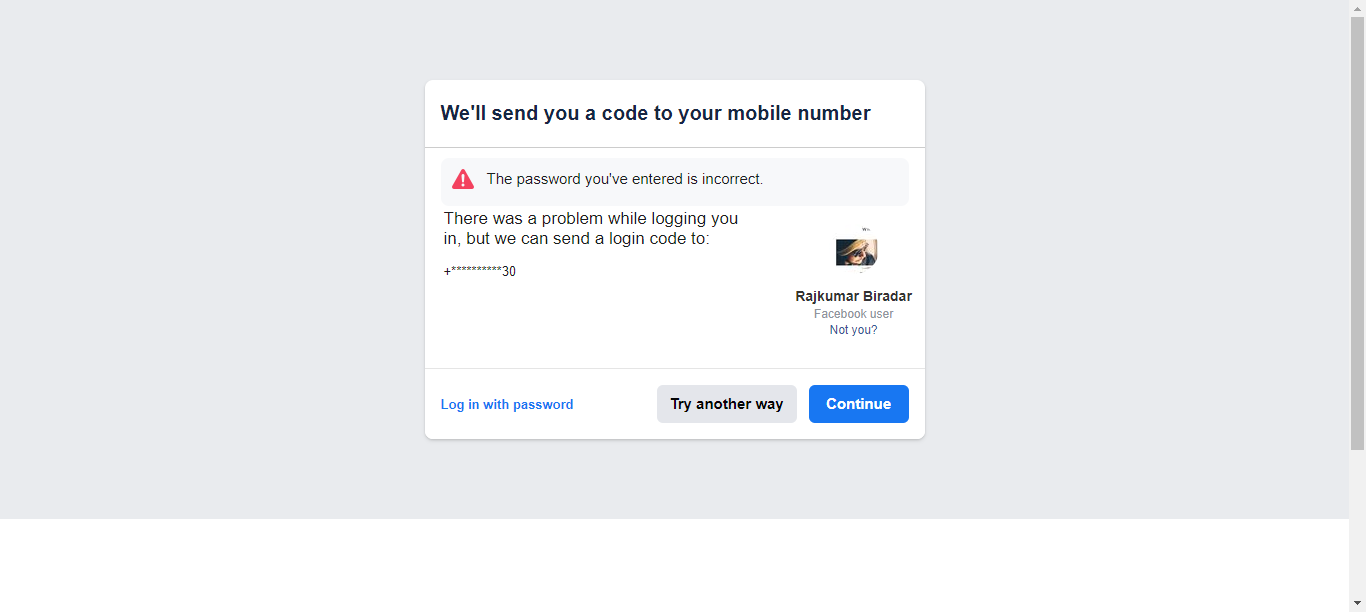 We'll send you a code to your mobile number
The password you've entered is incorrect.
There was a problem while logging you
in, but we can send a login code to:
+**********30
Rajkumar Biradar
Facebook user
Not you?
Log in with password
Try another way
Continue